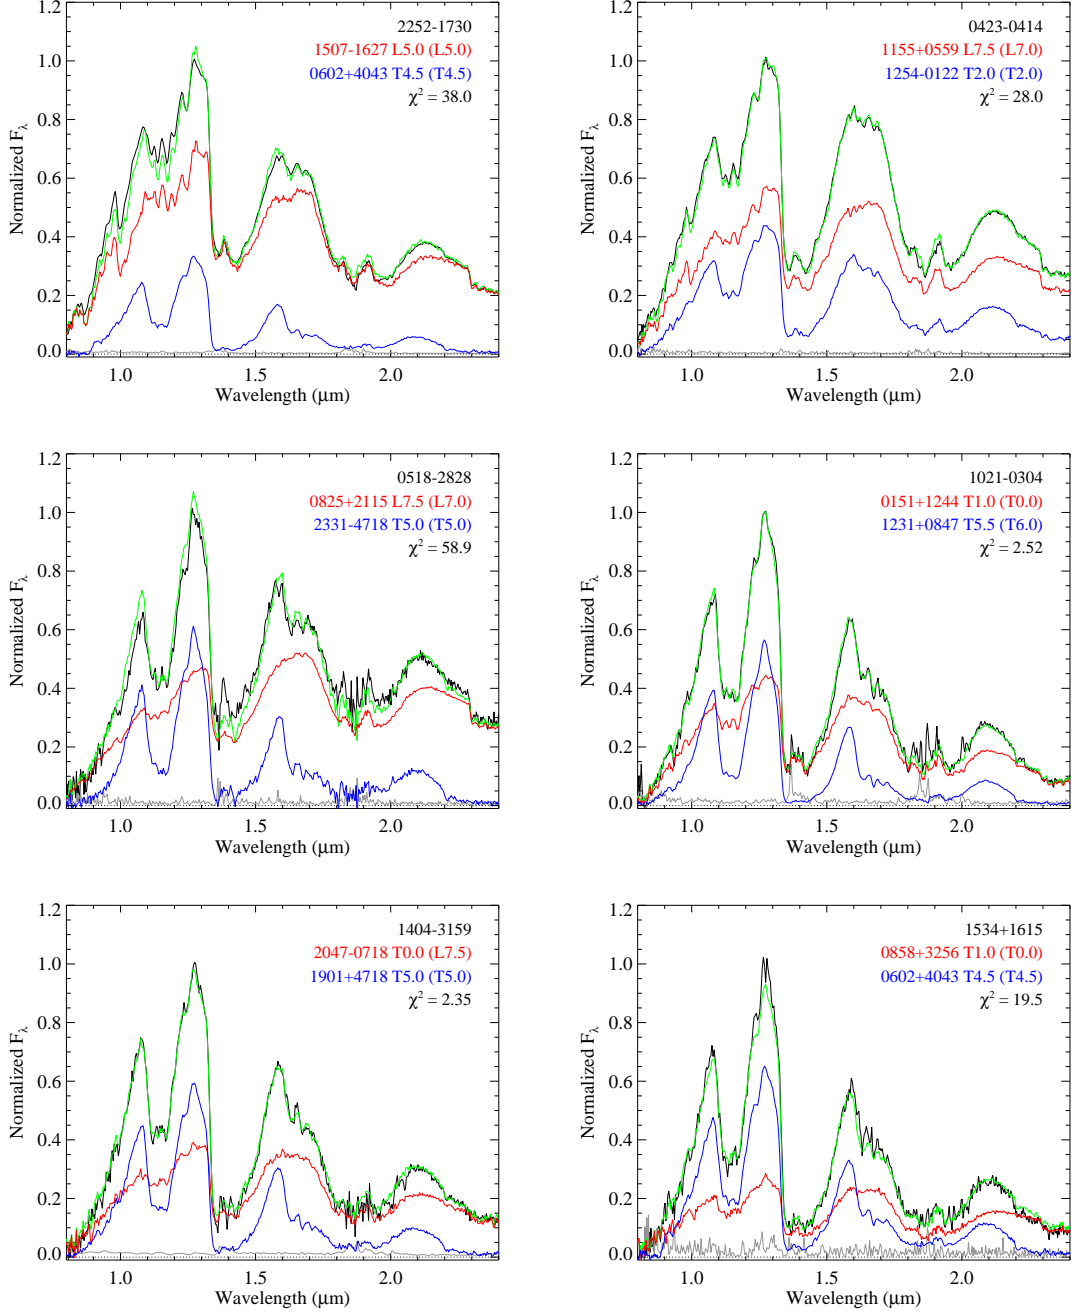 2252-1730
1507-1627 L5.0 (L5.0)
0602+4043 T4.5 (T4.5)
χ² = 38.0
1.2
1.0
0.8
0.6
0.4
0.2
0.0
Normalized Fλ
1.0 1.5 2.0
Wavelength (μm)
0423-0414
1155+0559 L7.5 (L7.0)
1254-0122 T2.0 (T2.0)
χ² = 28.0
1.2
1.0
0.8
0.6
0.4
0.2
0.0
Normalized Fλ
1.0 1.5 2.0
Wavelength (μm)
0518-2828
0825+2115 L7.5 (L7.0)
2331-4718 T5.0 (T5.0)
χ² = 58.9
1.2
1.0
0.8
0.6
0.4
0.2
0.0
Normalized Fλ
1.0 1.5 2.0
Wavelength (μm)
1021-0304
0151+1244 T1.0 (T0.0)
1231+0847 T5.5 (T6.0)
χ² = 2.52
1.2
1.0
0.8
0.6
0.4
0.2
0.0
Normalized Fλ
1.0 1.5 2.0
Wavelength (μm)
1404-3159
2047-0718 T0.0 (L7.5)
1901+4718 T5.0 (T5.0)
χ² = 2.35
1.2
1.0
0.8
0.6
0.4
0.2
0.0
Normalized Fλ
1.0 1.5 2.0
Wavelength (μm)
1534+1615
0858+3256 T1.0 (T0.0)
0602+4043 T4.5 (T4.5)
χ² = 19.5
1.2
1.0
0.8
0.6
0.4
0.2
0.0
Normalized Fλ
1.0 1.5 2.0
Wavelength (μm)